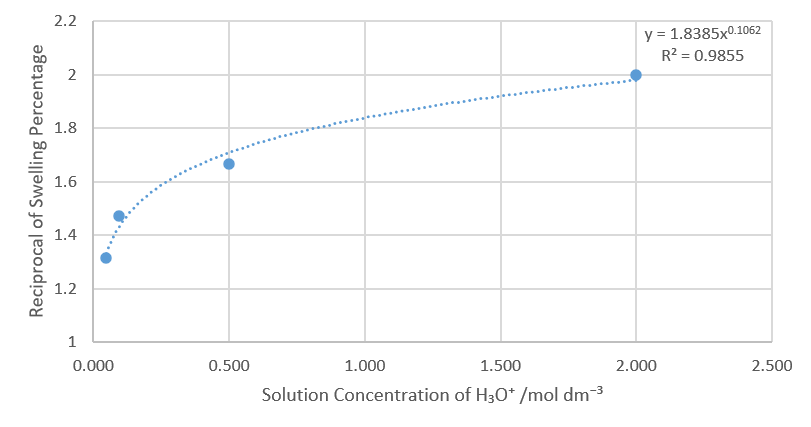 2.2
y = 1.8385x⁰·¹⁰⁶²
R² = 0.9855
2
1.8
1.6
1.4
1.2
1
Reciprocal of Swelling Percentage
0.000 0.500 1.000 1.500 2.000 2.500
Solution Concentration of H₃O⁺ /mol dm⁻³